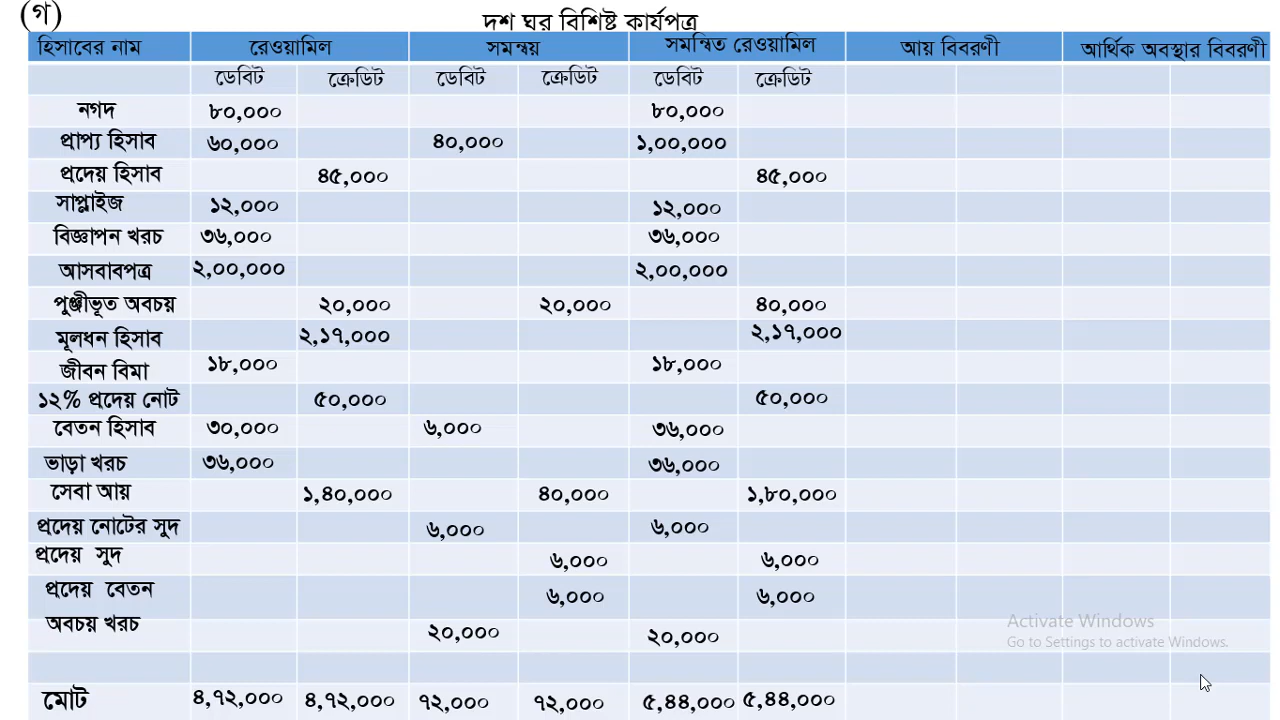 (গ)
দশ ঘর বিশিষ্ট কার্যপত্র
হিসাবের নাম রেওয়ামিল সমন্বয় সমন্বিত রেওয়ামিল আয় বিবরণী আর্থিক অবস্থার বিবরণী
ডেবিট ক্রেডিট ডেবিট ক্রেডিট ডেবিট ক্রেডিট
নগদ ৮০,০০০ ৮০,০০০
প্রাপ্য হিসাব ৬০,০০০ ৪০,০০০ ১,০০,০০০
প্রদেয় হিসাব ৪৫,০০০ ৪৫,০০০
সাপ্লাইজ ১২,০০০ ১২,০০০
বিজ্ঞাপন খরচ ৩৬,০০০ ৩৬,০০০
আসবাবপত্র ২,০০,০০০ ২,০০,০০০
পুঞ্জীভূত অবচয় ২০,০০০ ২০,০০০ ৪০,০০০
মূলধন হিসাব ২,১৭,০০০ ২,১৭,০০০
জীবন বিমা ১৮,০০০ ১৮,০০০
১২% প্রদেয় নোট ৫০,০০০ ৫০,০০০
বেতন হিসাব ৩০,০০০ ৬,০০০ ৩৬,০০০
ভাড়া খরচ ৩৬,০০০ ৩৬,০০০
সেবা আয় ১,৪০,০০০ ৪০,০০০ ১,৮০,০০০
প্রদেয় নোটের সুদ ৬,০০০ ৬,০০০
প্রদেয় সুদ ৬,০০০ ৬,০০০
প্রদেয় বেতন ৬,০০০ ৬,০০০
অবচয় খরচ ২০,০০০ ২০,০০০
Activate Windows
Go to Settings to activate Windows.
মোট ৪,৭২,০০০ ৪,৭২,০০০ ৭২,০০০ ৭২,০০০ ৫,৪৪,০০০ ৫,৪৪,০০০